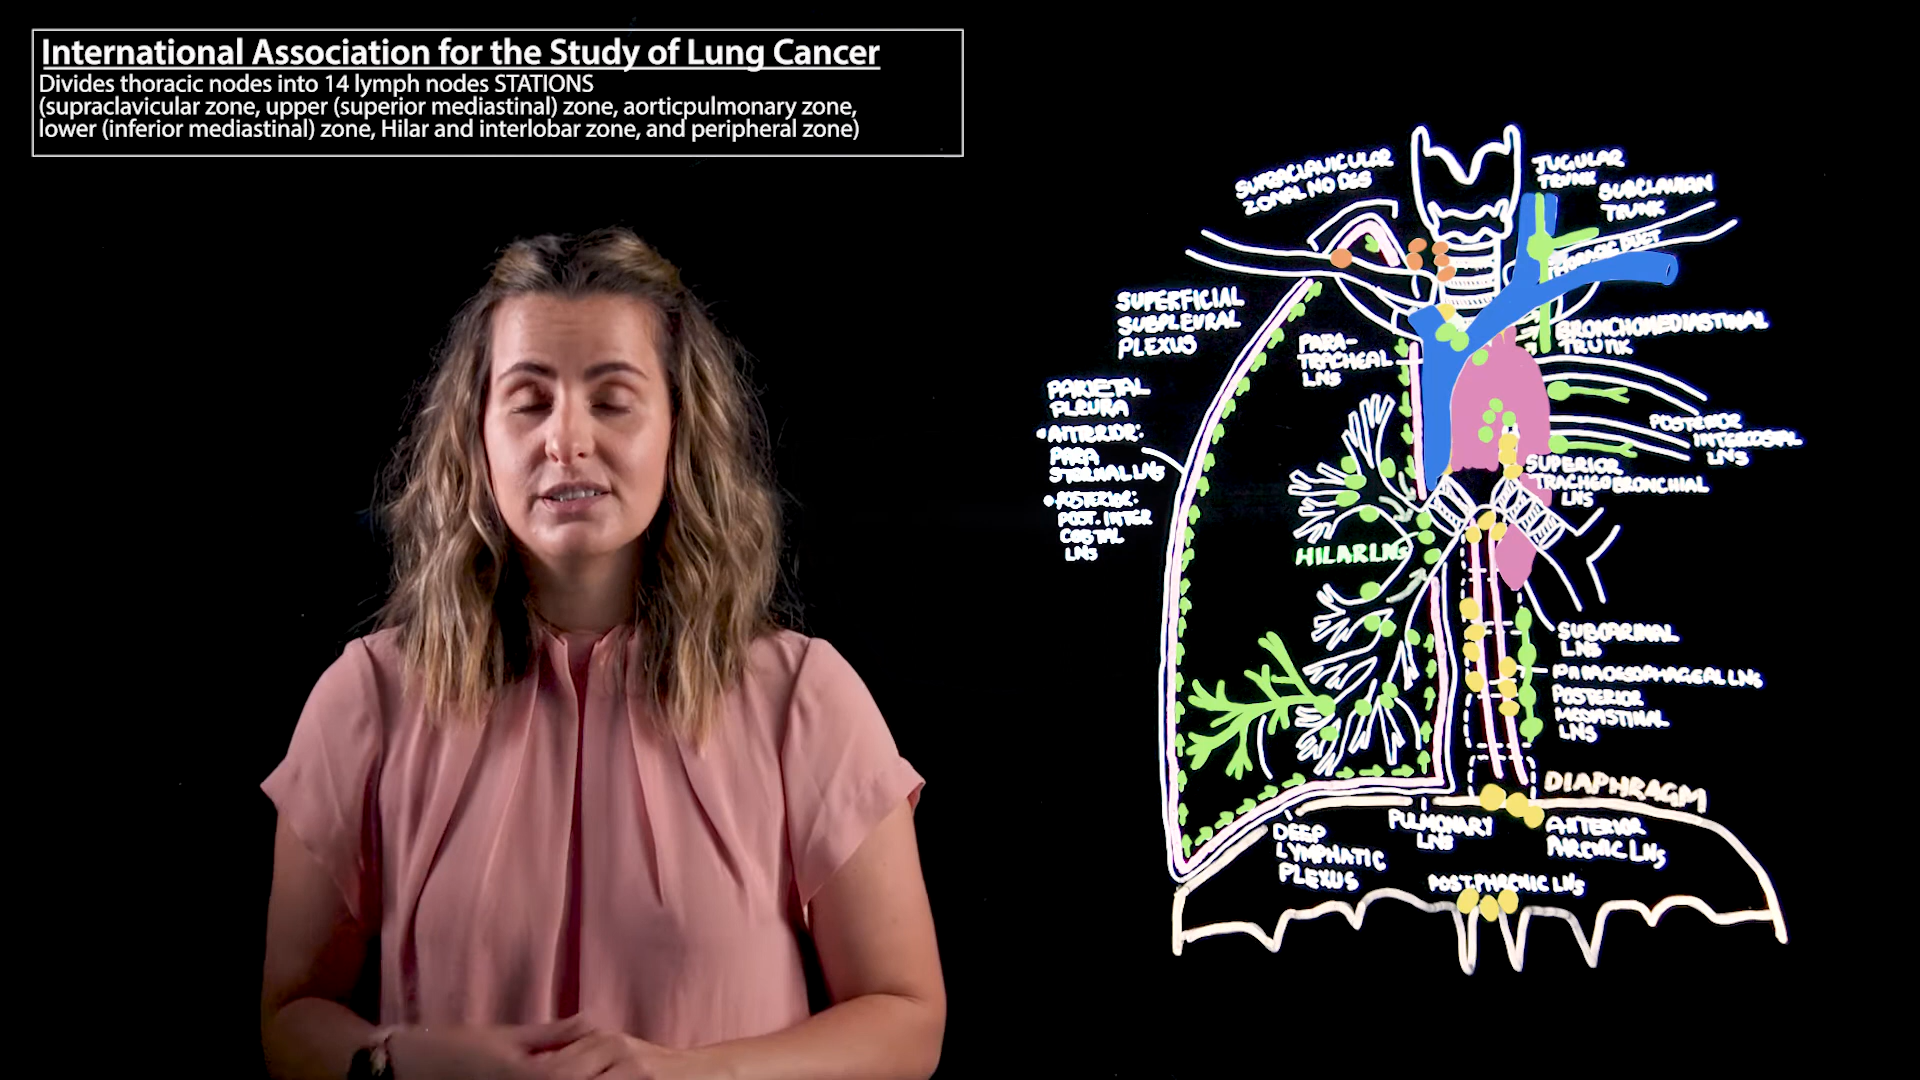 International Association for the Study of Lung Cancer
Divides thoracic nodes into 14 lymph nodes STATIONS
(supraclavicular zone, upper (superior mediastinal) zone, aorticpulmonary zone,
lower (inferior mediastinal) zone, Hilar and interlobar zone, and peripheral zone)
SUPRACLAVICULAR
ZONAL NODES
JUGULAR
TRUNK
SUBCLAVIAN
TRUNK
THORACIC DUCT
SUPERFICIAL
SUBPLEURAL
PLEXUS
BRONCHOMEDIASTINAL
TRUNK
PARA-
TRACHEAL
LNs
PARIETAL
PLEURA
• ANTERIOR:
PARA
STERNAL LNs
• POSTERIOR:
POST. INTER
COSTAL
LNs
POSTERIOR
INTERCOSTAL
LNs
SUPERIOR
TRACHEOBRONCHIAL
LNs
HILAR LNs
SUBCARINAL
LNs
PARAOESOPHAGEAL LNs
POSTERIOR
MEDIASTINAL
LNs
DIAPHRAGM
DEEP
LYMPHATIC
PLEXUS
PULMONARY
LNs
ANTERIOR
PHRENIC LNs
POST. PHRENIC LNs